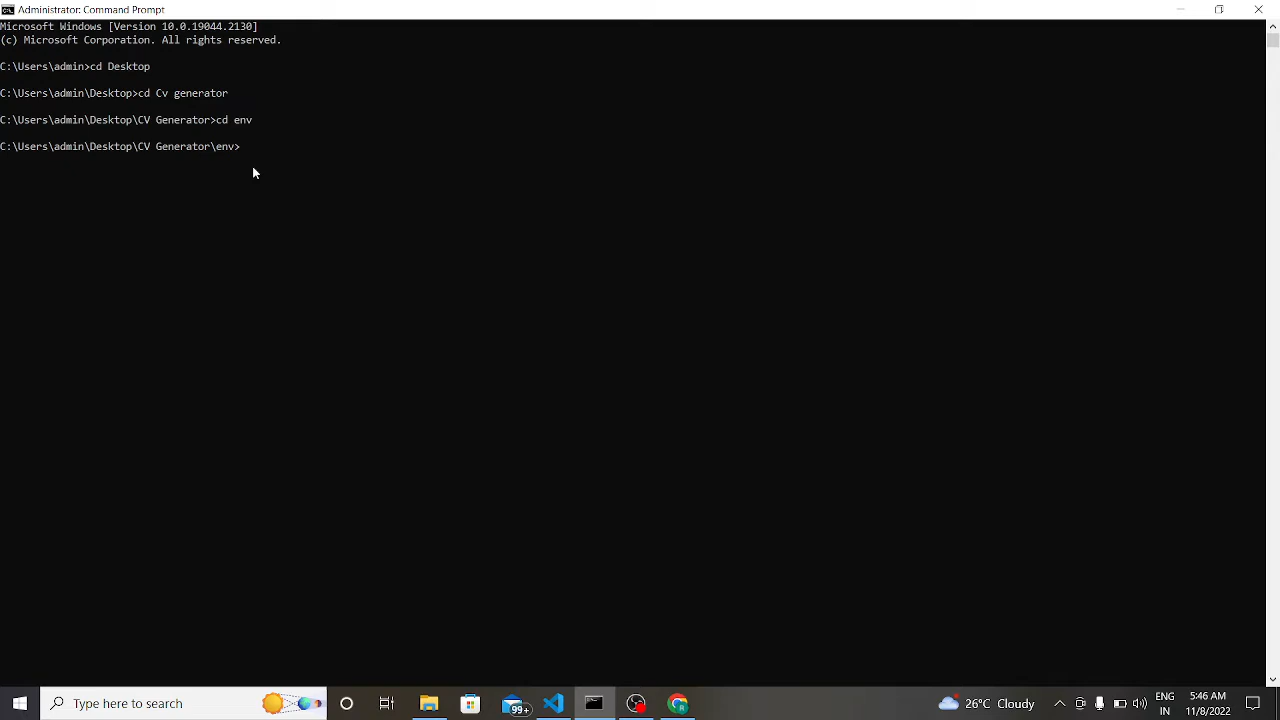 Administrator: Command Prompt
Microsoft Windows [Version 10.0.19044.2130]
(c) Microsoft Corporation. All rights reserved.
C:\Users\admin>cd Desktop
C:\Users\admin\Desktop>cd Cv generator
C:\Users\admin\Desktop\CV Generator>cd env
C:\Users\admin\Desktop\CV Generator\env>
Type here to search
99+
R
26°C Cloudy
ENG
IN
5:46 AM
11/8/2022